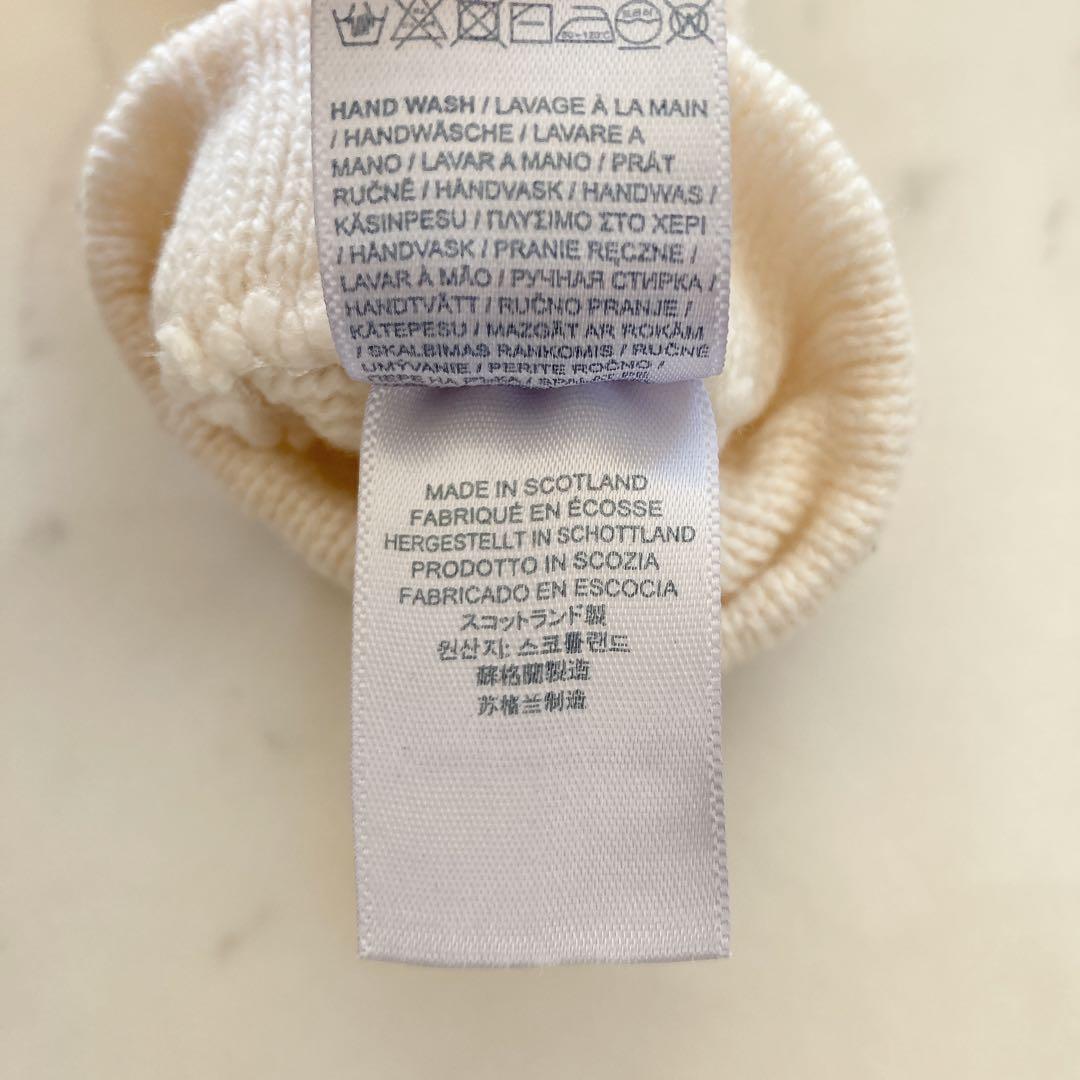 HAND WASH / LAVAGE À LA MAIN
/ HANDWÄSCHE / LAVARE A
MANO / LAVAR A MANO / PRÁT
RUČNĚ / HÅNDVASK / HANDWAS /
KÄSINPESU / ΠΛΥΣΙΜΟ ΣΤΟ ΧΕΡΙ
/ HÅNDVASK / PRANIE RĘCZNE /
LAVAR À MÃO / РУЧНАЯ СТИРКА /
HANDTVÄTT / RUČNO PRANJE /
KÄTEPESU / MAZGĀT AR ROKĀM
/ SKALBIMAS RANKOMIS / RUČNÉ
UMÝVANIE / PERITE ROČNO /
MADE IN SCOTLAND
FABRIQUÉ EN ÉCOSSE
HERGESTELLT IN SCHOTTLAND
PRODOTTO IN SCOZIA
FABRICADO EN ESCOCIA
スコットランド製
원산지: 스코틀랜드
蘇格蘭製造
苏格兰制造